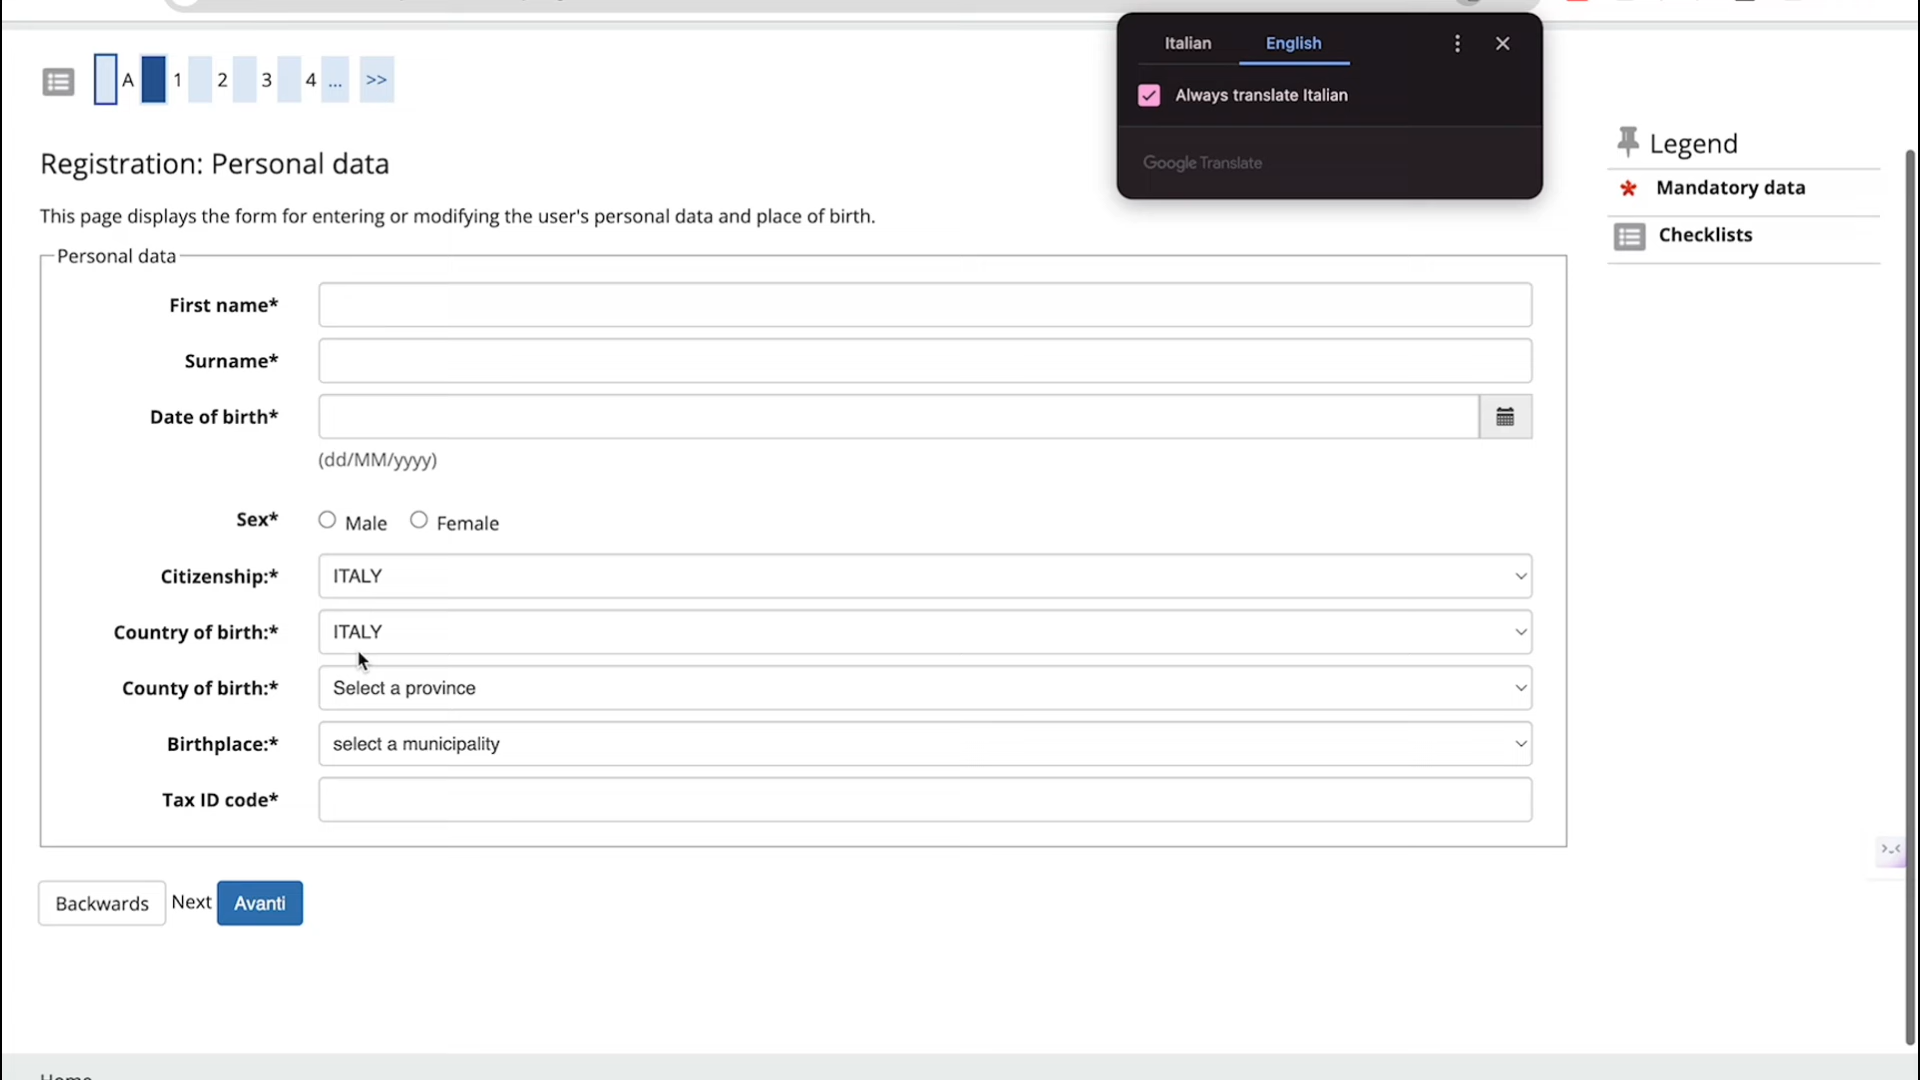 Italian
English
Always translate Italian
Google Translate
A 1 2 3 4 ... >>
Registration: Personal data
This page displays the form for entering or modifying the user's personal data and place of birth.
Personal data
First name*
Surname*
Date of birth*
(dd/MM/yyyy)
Sex* Male Female
Citizenship:* ITALY
Country of birth:* ITALY
County of birth:* Select a province
Birthplace:* select a municipality
Tax ID code*
Backwards Next Avanti
Legend
* Mandatory data
Checklists
Home